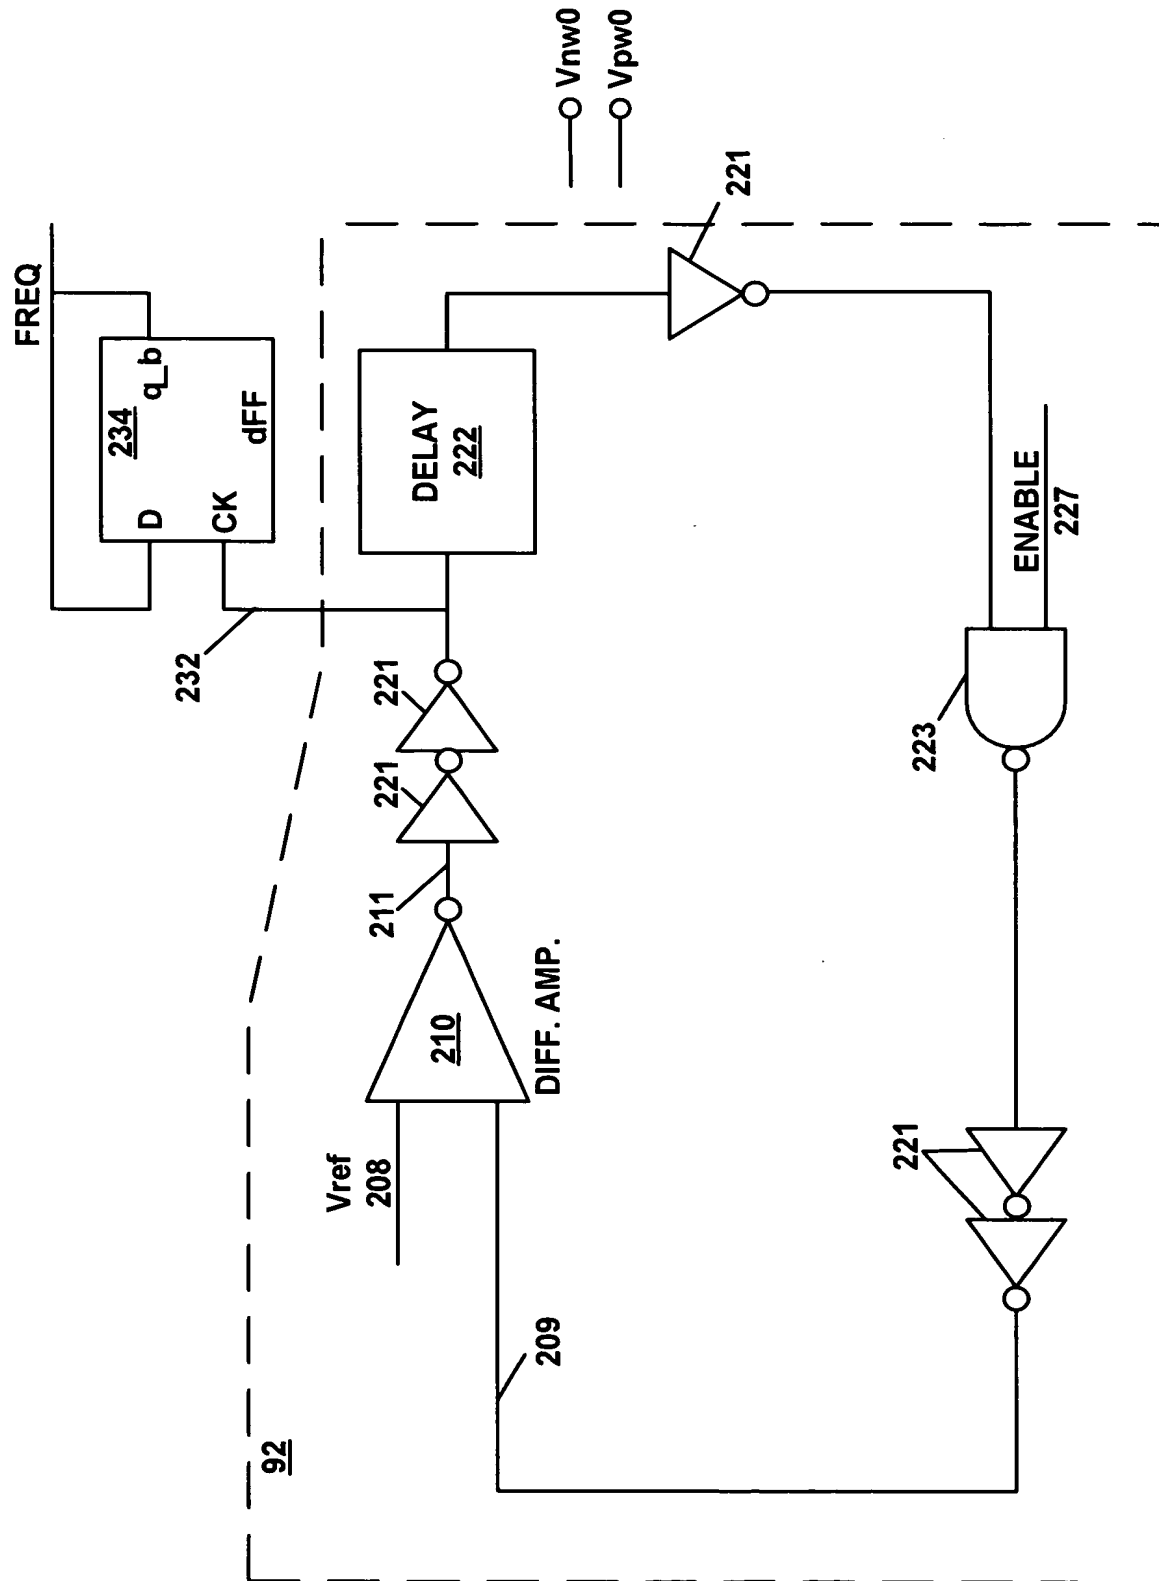 FREQ
D
234
q_b
CK
dFF
Vnw0
Vpw0
232
92
Vref
208
210
DIFF. AMP.
211
221
221
DELAY
222
221
209
221
223
ENABLE
227